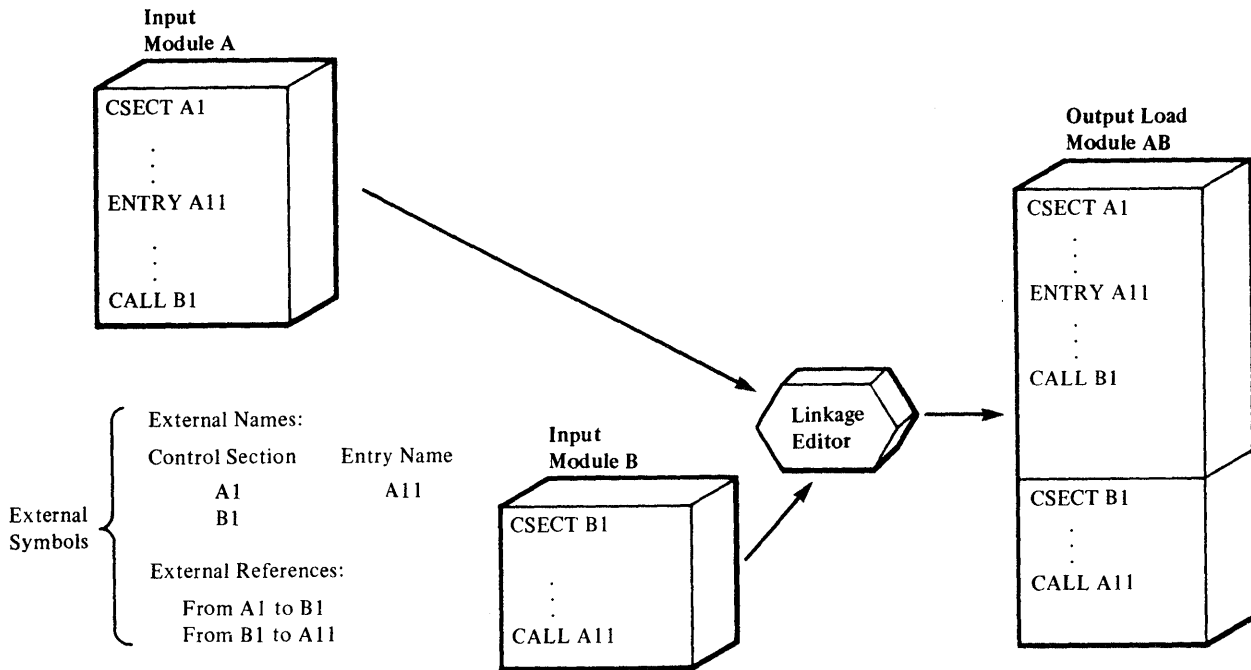 Input
Module A
CSECT A1
.
.
.
ENTRY A11
.
.
.
CALL B1
External Symbols
External Names:
Control Section Entry Name
A1 A11
B1
External References:
From A1 to B1
From B1 to A11
Input
Module B
CSECT B1
.
.
.
CALL A11
Linkage
Editor
Output Load
Module AB
CSECT A1
.
.
.
ENTRY A11
.
.
.
CALL B1
CSECT B1
.
.
.
CALL A11